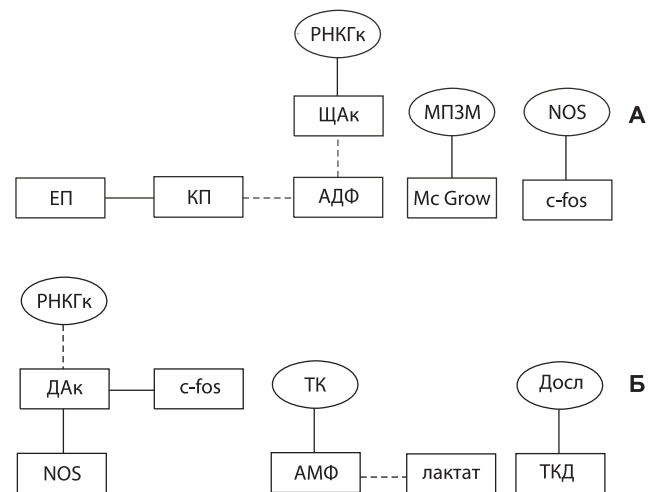 РНКГк
ЩАк
МПЗМ
NOS
А
ЕП
КП
АДФ
Mc Grow
c-fos
РНКГк
ДАк
c-fos
ТК
Досл
Б
NOS
АМФ
лактат
ТКД